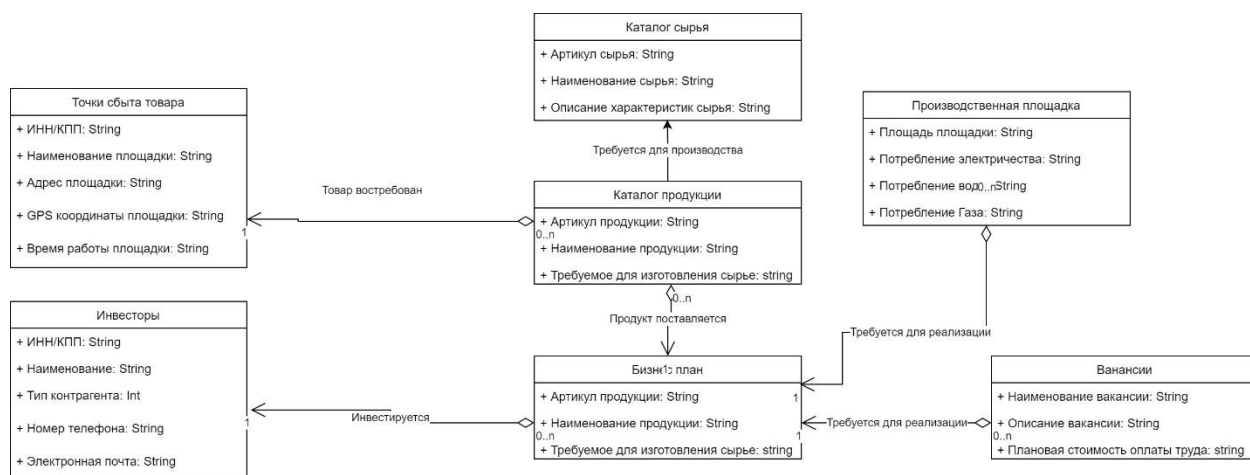 Каталог сырья
+ Артикул сырья: String
+ Наименование сырья: String
+ Описание характеристик сырья: String
Точки сбыта товара
+ ИНН/КПП: String
+ Наименование площадки: String
+ Адрес площадки: String
+ GPS координаты площадки: String
+ Время работы площадки: String
1
Производственная площадка
+ Площадь площадки: String
+ Потребление электричества: String
+ Потребление вод 0..n String
+ Потребление Газа: String
Требуется для производства
Товар востребован
Каталог продукции
+ Артикул продукции: String
0..n
+ Наименование продукции: String
+ Требуемое для изготовления сырье: string
0..n
Продукт поставляется
Инвесторы
+ ИНН/КПП: String
+ Наименование: String
+ Тип контрагента: Int
+ Номер телефона: String
+ Электронная почта: String
1
Инвестируется
Бизнес план
1
+ Артикул продукции: String
1
+ Наименование продукции: String
0..n
1
+ Требуемое для изготовления сырье: string
Требуется для реализации
Требуется для реализации
Ванансии
+ Наименование вакансии: String
+ Описание вакансии: String
0..n
+ Плановая стоимость оплаты труда: string